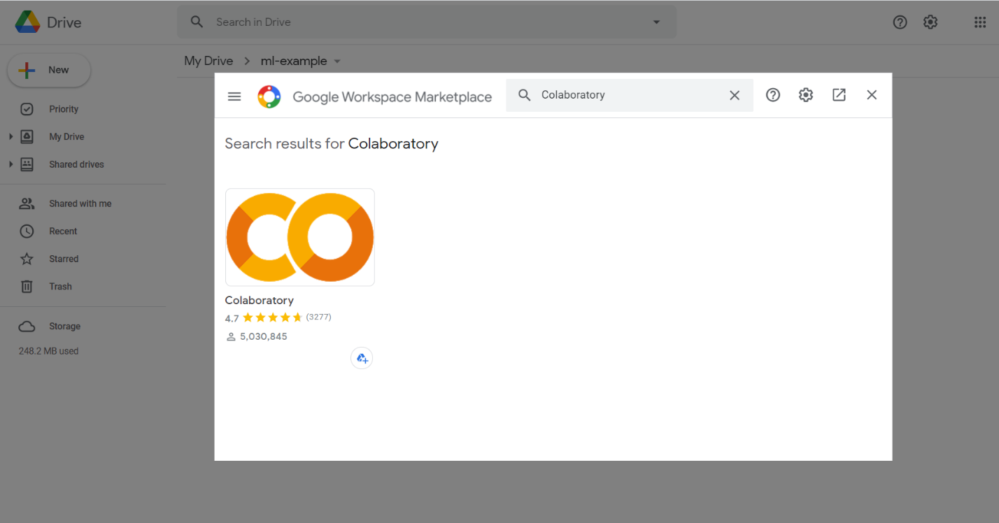 Drive
Search in Drive
My Drive
ml-example
New
Priority
My Drive
Shared drives
Shared with me
Recent
Starred
Trash
Storage
248.2 MB used
Google Workspace Marketplace
Colaboratory
Search results for Colaboratory
Colaboratory
4.7 (3277)
5,030,845